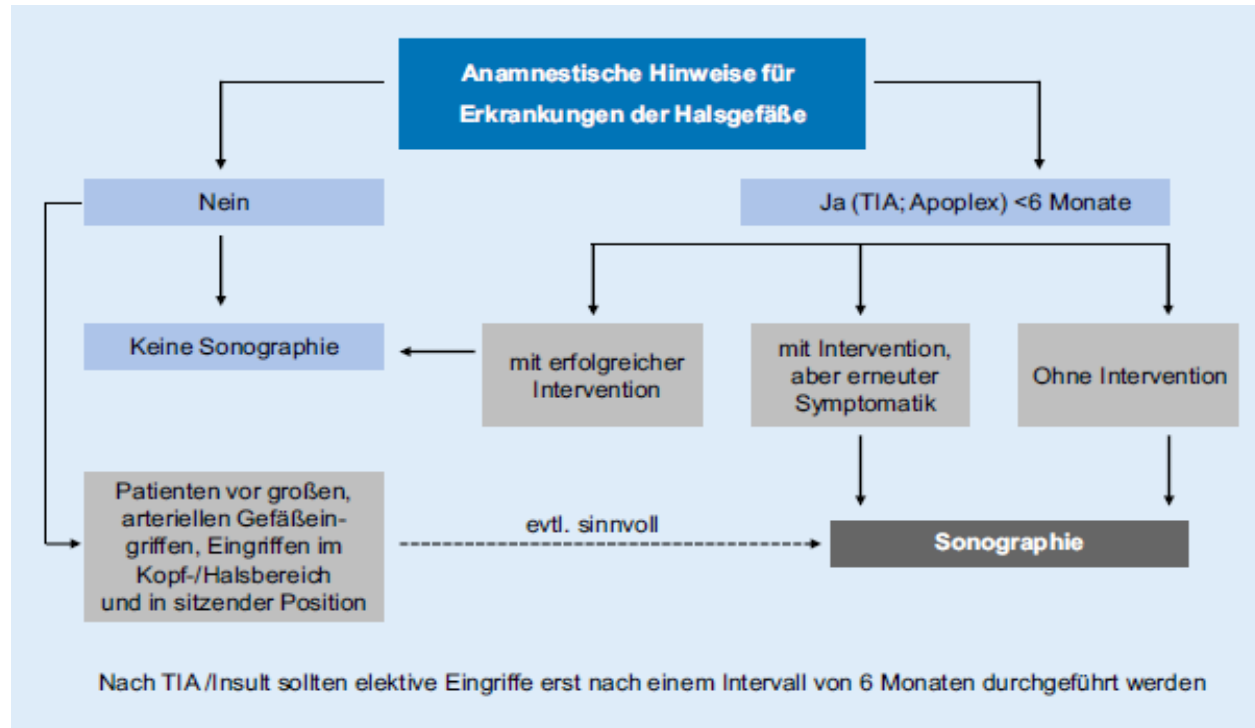 Anamnestische Hinweise für
Erkrankungen der Halsgefäße
Nein
Ja (TIA; Apoplex) <6 Monate
Keine Sonographie
mit erfolgreicher
Intervention
mit Intervention,
aber erneuter
Symptomatik
Ohne Intervention
Patienten vor großen,
arteriellen Gefäßein-
griffen, Eingriffen im
Kopf-/Halsbereich
und in sitzender Position
evtl. sinnvoll
Sonographie
Nach TIA /Insult sollten elektive Eingriffe erst nach einem Intervall von 6 Monaten durchgeführt werden